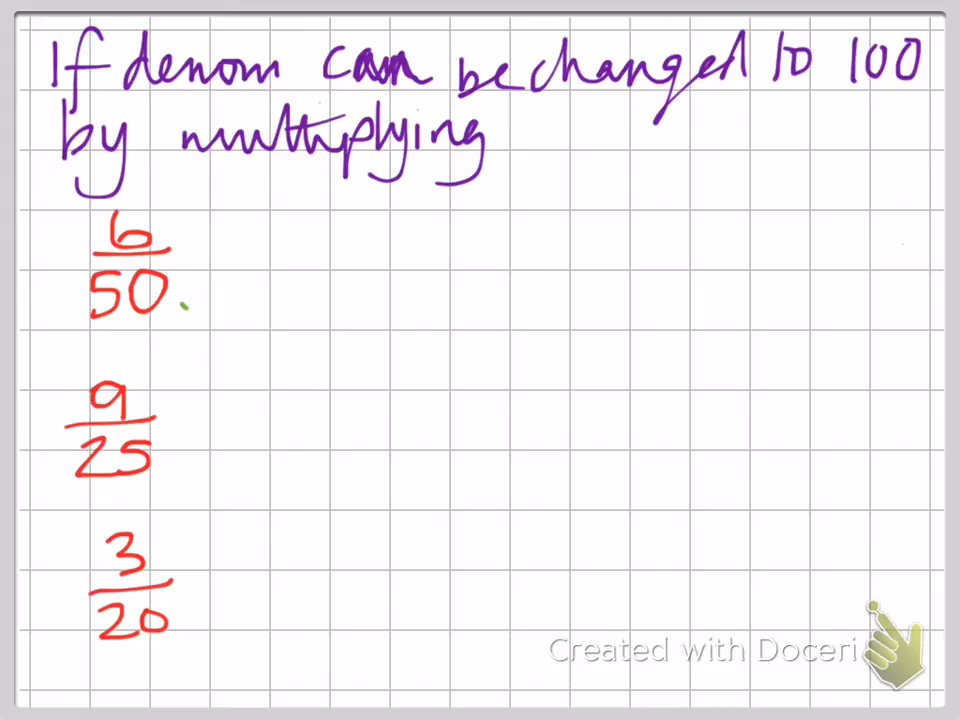 If denom can be changed to 100
by multiplying
6
50
9
25
3
20
Created with Doceri